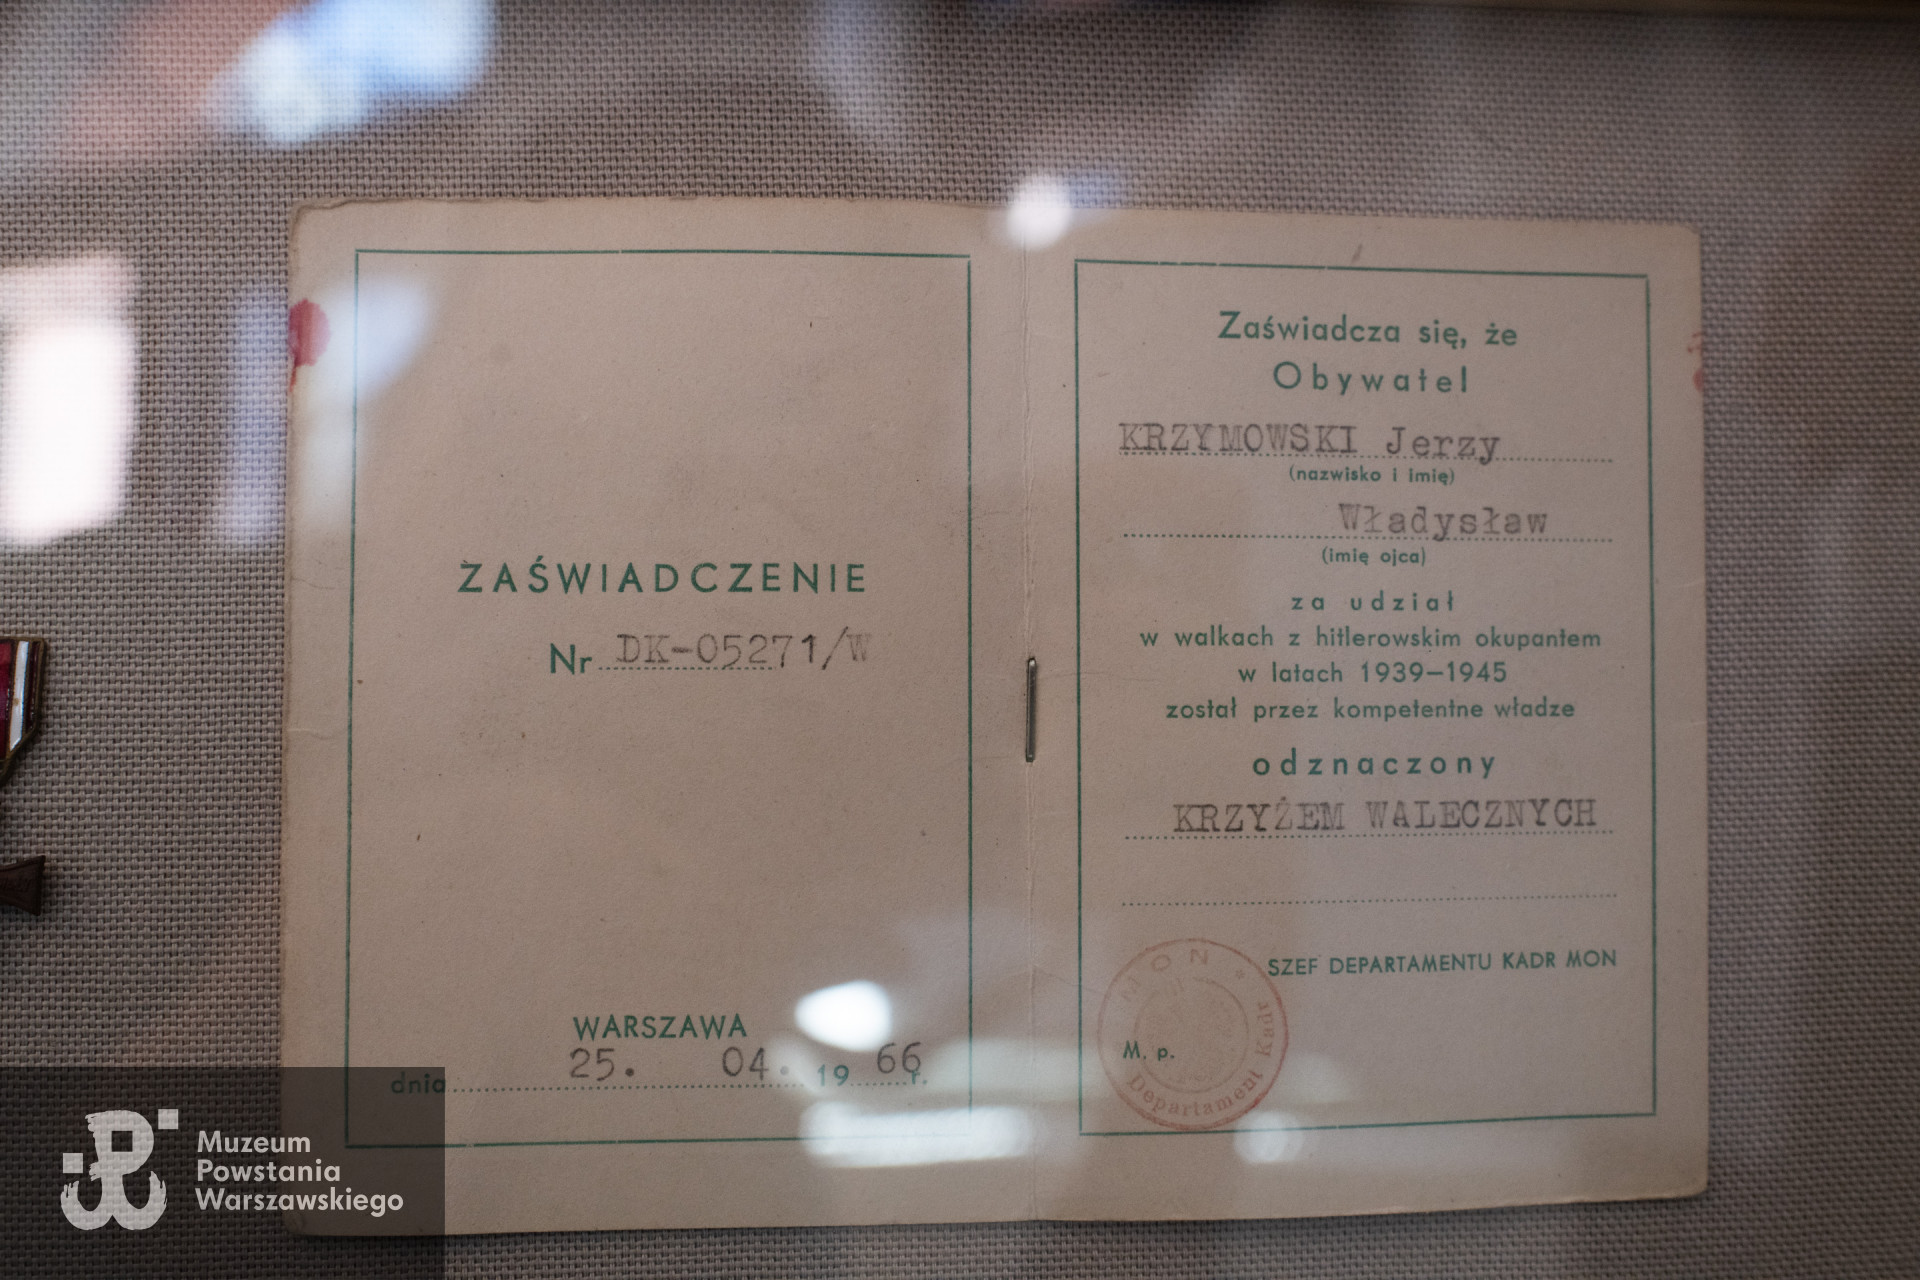 ZAŚWIADCZENIE
Nr DK-05271/W
WARSZAWA
dnia 25. 04. 1966 r.
Zaświadcza się, że
Obywatel
KRZYMOWSKI Jerzy
(nazwisko i imię)
Władysław
(imię ojca)
za udział
w walkach z hitlerowskim okupantem
w latach 1939–1945
został przez kompetentne władze
odznaczony
KRZYŻEM WALECZNYCH
SZEF DEPARTAMENTU KADR MON
M. p.
MON *
Departament Kadr
Muzeum
Powstania
Warszawskiego